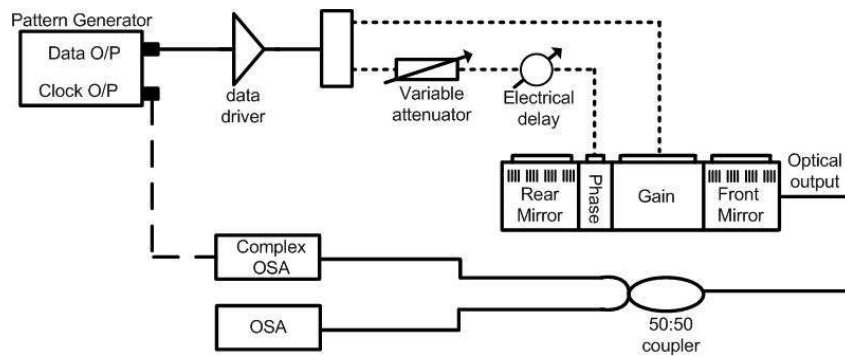 Pattern Generator
Data O/P
Clock O/P
data
driver
Variable
attenuator
Electrical
delay
Rear
Mirror
Phase
Gain
Front
Mirror
Optical
output
Complex
OSA
OSA
50:50
coupler